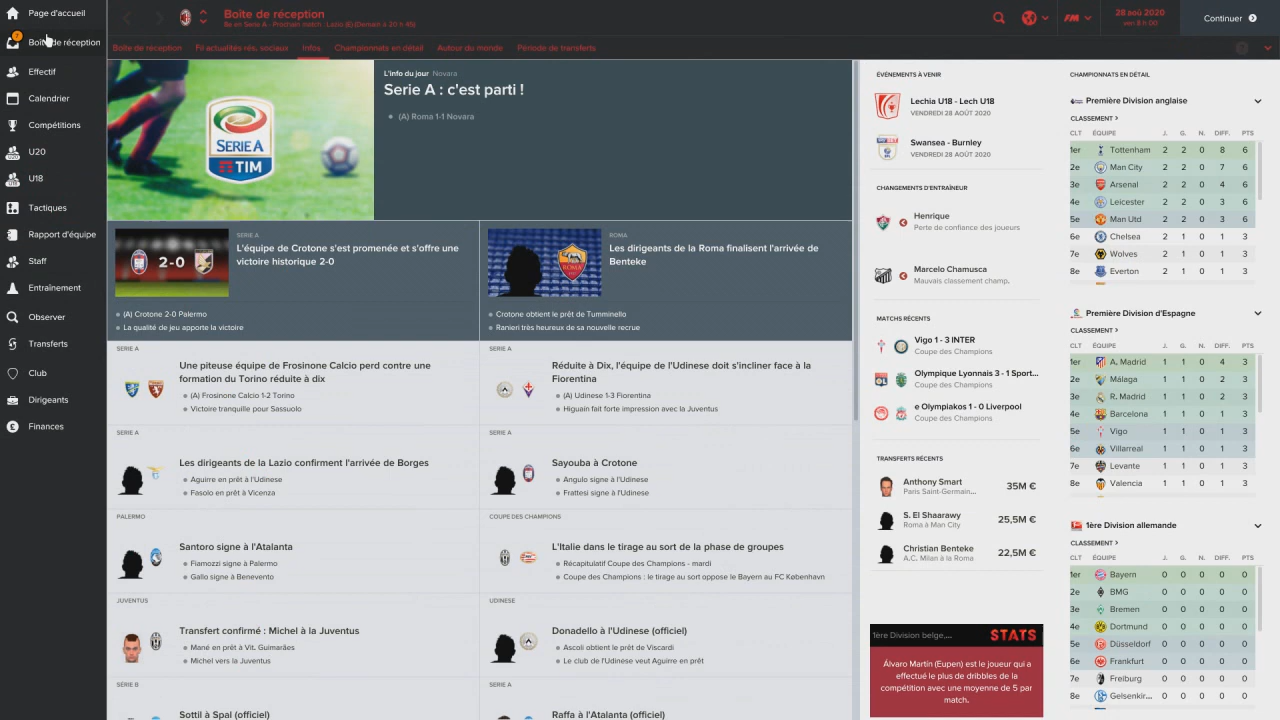 Page d'accueil
Boîte de réception
Effectif
Calendrier
Compétitions
U20
U18
Tactiques
Rapport d'équipe
Staff
Entraînement
Observer
Transferts
Club
Dirigeants
Finances
Boîte de réception
8e en Serie A - Prochain match : Lazio (E) (Demain à 20 h 45)
28 aoû 2020
ven 8 h 00
Continuer
FM
Boîte de réception
Fil actualités rés. sociaux
Infos
Championnats en détail
Autour du monde
Période de transferts
SERIE A
TIM
L'info du jour Novara
Serie A : c'est parti !
(A) Roma 1-1 Novara
2-0
SERIE A
L'équipe de Crotone s'est promenée et s'offre une
victoire historique 2-0
(A) Crotone 2-0 Palermo
La qualité de jeu apporte la victoire
ROMA
Les dirigeants de la Roma finalisent l'arrivée de
Benteke
Crotone obtient le prêt de Tumminello
Ranieri très heureux de sa nouvelle recrue
SERIE A
Une piteuse équipe de Frosinone Calcio perd contre une
formation du Torino réduite à dix
(A) Frosinone Calcio 1-2 Torino
Victoire tranquille pour Sassuolo
SERIE A
Réduite à Dix, l'équipe de l'Udinese doit s'incliner face à la
Fiorentina
(A) Udinese 1-3 Fiorentina
Higuain fait forte impression avec la Juventus
SERIE A
Les dirigeants de la Lazio confirment l'arrivée de Borges
Aguirre en prêt à l'Udinese
Fasolo en prêt à Vicenza
SERIE A
Sayouba à Crotone
Angulo signe à l'Udinese
Frattesi signe à l'Udinese
PALERMO
Santoro signe à l'Atalanta
Fiamozzi signe à Palermo
Gallo signe à Benevento
COUPE DES CHAMPIONS
L'Italie dans le tirage au sort de la phase de groupes
Récapitulatif Coupe des Champions - mardi
Coupe des Champions : le tirage au sort oppose le Bayern au FC København
JUVENTUS
Transfert confirmé : Michel à la Juventus
Mané en prêt à Vit. Guimarães
Michel vers la Juventus
UDINESE
Donadello à l'Udinese (officiel)
Ascoli obtient le prêt de Viscardi
Le club de l'Udinese veut Aguirre en prêt
SERIE B
Sottil à Spal (officiel)
SERIE A
Raffa à l'Atalanta (officiel)
ÉVÉNEMENTS À VENIR
Lechia U18 - Lech U18
VENDREDI 28 AOÛT 2020
Swansea - Burnley
VENDREDI 28 AOÛT 2020
CHANGEMENTS D'ENTRAÎNEUR
Henrique
Perte de confiance des joueurs
Marcelo Chamusca
Mauvais classement champ.
MATCHS RÉCENTS
Vigo 1 - 3 INTER
Coupe des Champions
Olympique Lyonnais 3 - 1 Sport...
Coupe des Champions
e Olympiakos 1 - 0 Liverpool
Coupe des Champions
TRANSFERTS RÉCENTS
Anthony Smart
Paris Saint-Germain...
35M €
S. El Shaarawy
Roma à Man City
25,5M €
Christian Benteke
A.C. Milan à la Roma
22,5M €
1ère Division belge,...
STATS
Álvaro Martín (Eupen) est le joueur qui a
effectué le plus de dribbles de la
compétition avec une moyenne de 5 par
match.
CHAMPIONNATS EN DÉTAIL
Première Division anglaise
CLASSEMENT >
CLT ÉQUIPE J. G. N. DIFF. PTS
1er Tottenham 2 2 0 8 6
2e Man City 2 2 0 5 6
3e Arsenal 2 2 0 4 6
4e Leicester 2 2 0 3 6
5e Man Utd 2 2 0 3 6
6e Chelsea 2 1 0 1 3
7e Wolves 2 1 0 1 3
8e Everton 2 1 0 1 3
Première Division d'Espagne
CLASSEMENT >
CLT ÉQUIPE J. G. N. DIFF. PTS
1er A. Madrid 1 1 0 4 3
2e Málaga 1 1 0 2 3
3e R. Madrid 1 1 0 2 3
4e Barcelona 1 1 0 1 3
5e Vigo 1 1 0 1 3
6e Villarreal 1 1 0 1 3
7e Levante 1 1 0 1 3
8e Valencia 1 1 0 1 3
1ère Division allemande
CLASSEMENT >
CLT ÉQUIPE J. G. N. DIFF. PTS
1er Bayern 0 0 0 0 0
2e BMG 0 0 0 0 0
3e Bremen 0 0 0 0 0
4e Dortmund 0 0 0 0 0
5e Düsseldorf 0 0 0 0 0
6e Frankfurt 0 0 0 0 0
7e Freiburg 0 0 0 0 0
8e Gelsenkir... 0 0 0 0 0